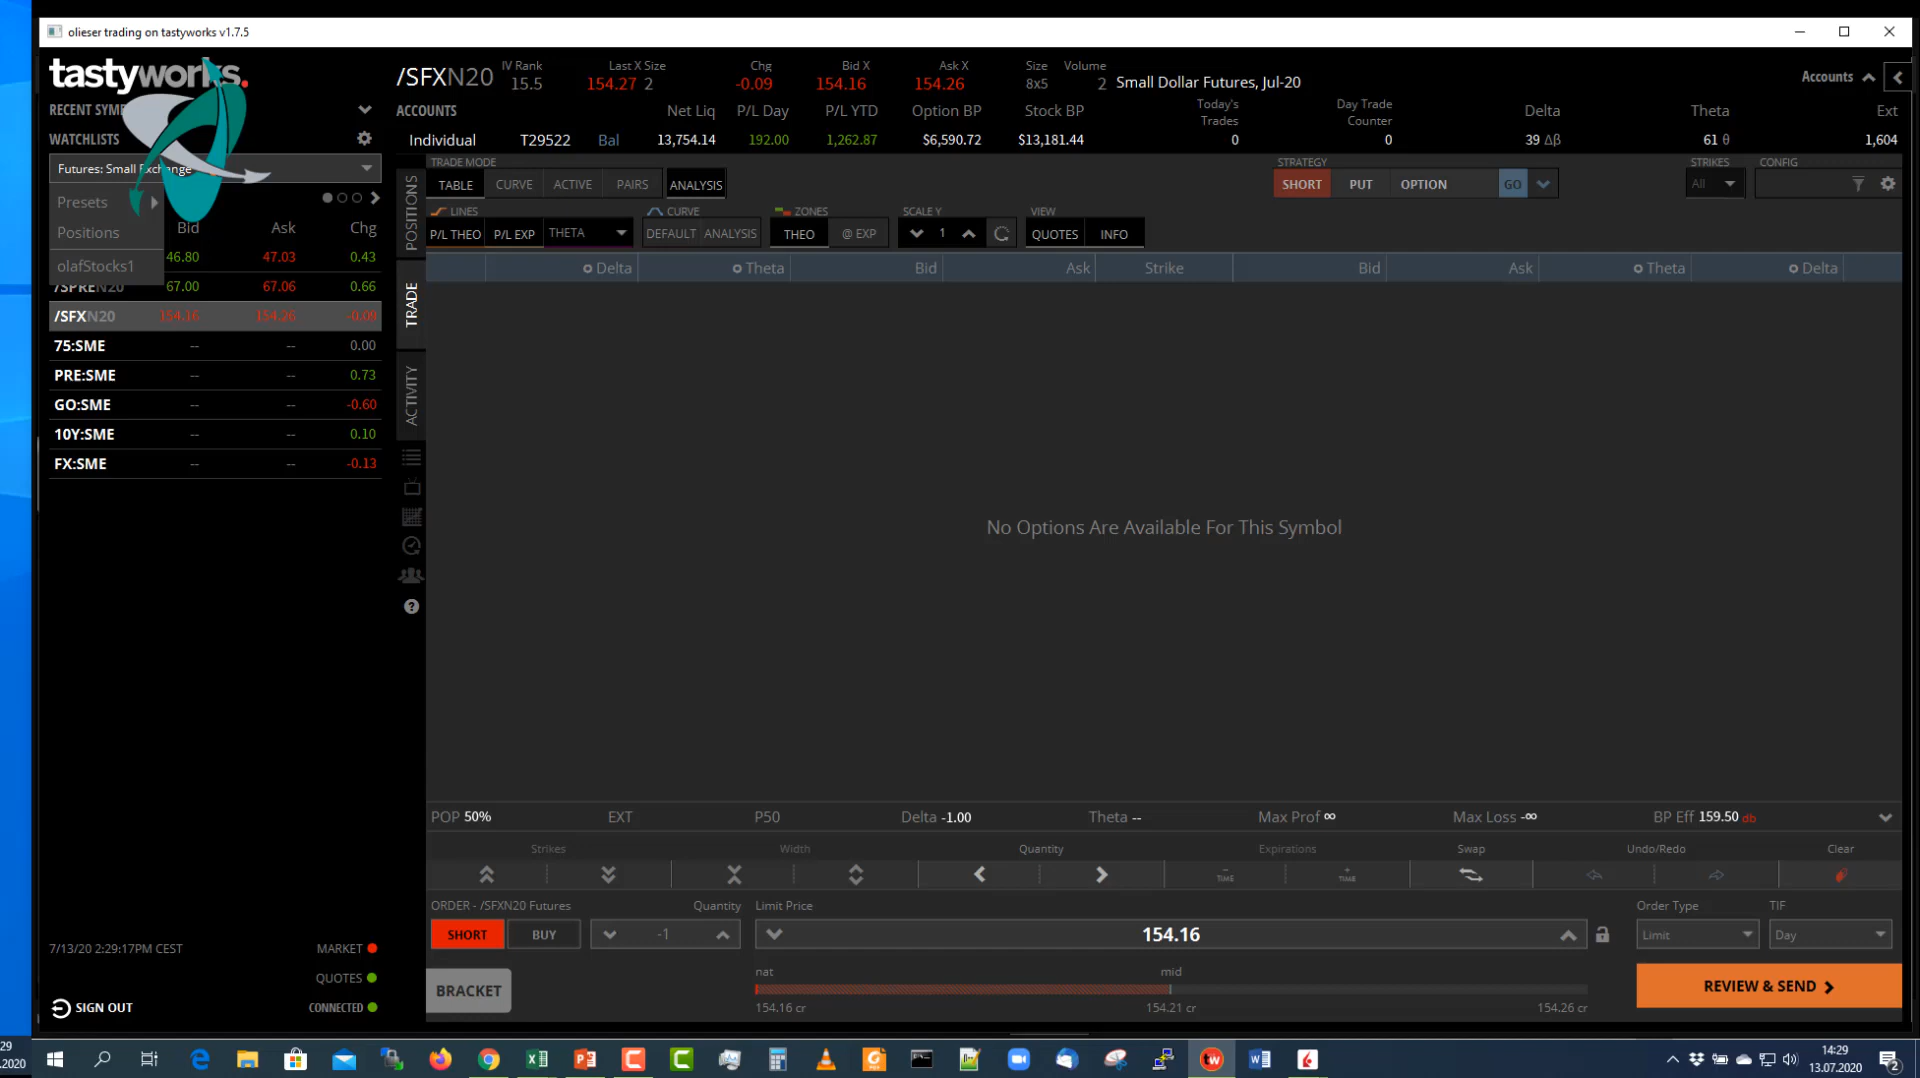 olieser trading on tastyworks v1.7.5
tastyworks.
/SFXN20
IV Rank
15.5
Last X Size
154.27 2
Chg
-0.09
Bid X
154.16
Ask X
154.26
Size
8x5
Volume
2
Small Dollar Futures, Jul-20
Accounts
RECENT SYM
ACCOUNTS
Net Liq
P/L Day
P/L YTD
Option BP
Stock BP
Today's
Trades
Day Trade
Counter
Delta
Theta
Ext
WATCHLISTS
Individual
T29522
Bal
13,754.14
192.00
1,262.87
$6,590.72
$13,181.44
0
0
39 Δβ
61 θ
1,604
Futures: Small Exchange
TRADE MODE
STRATEGY
STRIKES
CONFIG
TABLE
CURVE
ACTIVE
PAIRS
ANALYSIS
SHORT
PUT
OPTION
GO
All
Presets
Positions
olafStocks1
LINES
CURVE
ZONES
SCALE Y
VIEW
P/L THEO
P/L EXP
THETA
DEFAULT
ANALYSIS
THEO
@ EXP
1
QUOTES
INFO
POSITIONS
TRADE
ACTIVITY
Bid
Ask
Chg
46.80
47.03
0.43
/SPREN20
67.00
67.06
0.66
/SFXN20
154.16
154.26
-0.09
75:SME
--
--
0.00
PRE:SME
--
--
0.73
GO:SME
--
--
-0.60
10Y:SME
--
--
0.10
FX:SME
--
--
-0.13
Delta
Theta
Bid
Ask
Strike
Bid
Ask
Theta
Delta
No Options Are Available For This Symbol
POP 50%
EXT
P50
Delta -1.00
Theta --
Max Prof ∞
Max Loss -∞
BP Eff 159.50 db
Strikes
Width
Quantity
Expirations
Swap
Undo/Redo
Clear
− TIME
+ TIME
ORDER - /SFXN20 Futures
Quantity
Limit Price
Order Type
TIF
SHORT
BUY
-1
154.16
Limit
Day
BRACKET
nat
mid
154.16 cr
154.21 cr
154.26 cr
REVIEW & SEND
7/13/20 2:29:17PM CEST
MARKET
QUOTES
SIGN OUT
CONNECTED
29
.2020
14:29
13.07.2020
2